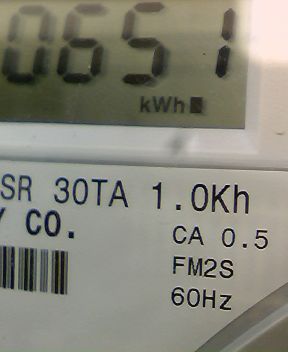 0651
kWh
SR 30TA 1.0Kh
Y CO.
CA 0.5
FM2S
60Hz